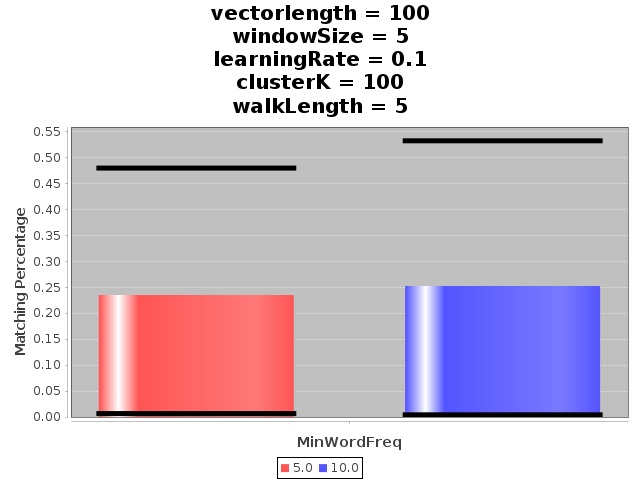 vectorlength = 100
windowSize = 5
learningRate = 0.1
clusterK = 100
walkLength = 5
Matching Percentage
0.55
0.50
0.45
0.40
0.35
0.30
0.25
0.20
0.15
0.10
0.05
0.00
MinWordFreq
5.0 10.0